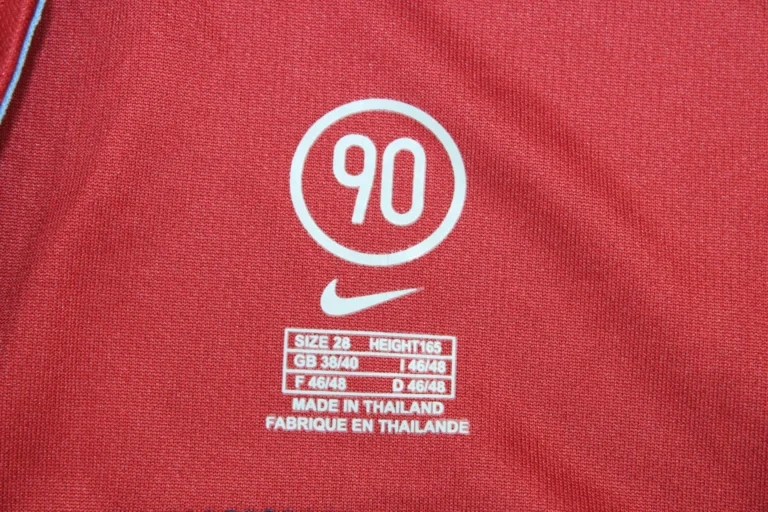 90
SIZE 28 HEIGHT165
GB 38/40 I 46/48
F 46/48 D 46/48
MADE IN THAILAND
FABRIQUE EN THAILANDE